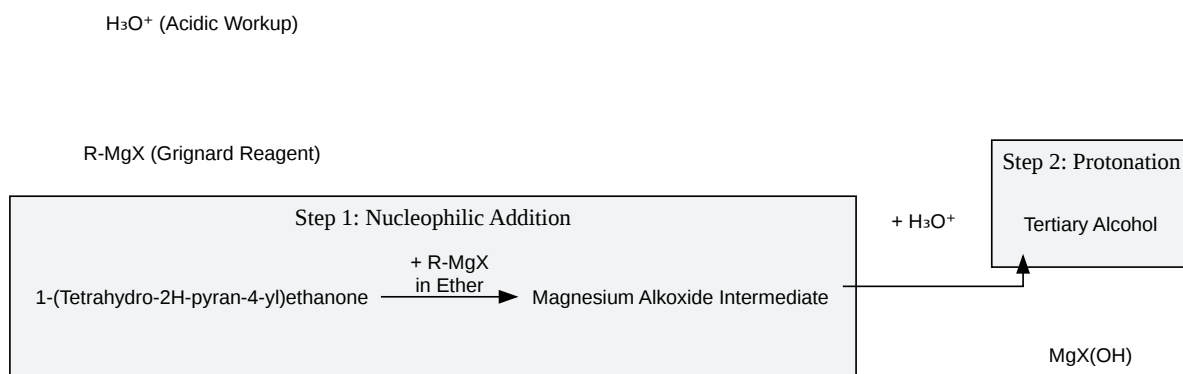 H₃O⁺ (Acidic Workup)
R-MgX (Grignard Reagent)
Step 1: Nucleophilic Addition
1-(Tetrahydro-2H-pyran-4-yl)ethanone
+ R-MgX
in Ether
Magnesium Alkoxide Intermediate
+ H₃O⁺
Step 2: Protonation
Tertiary Alcohol
MgX(OH)